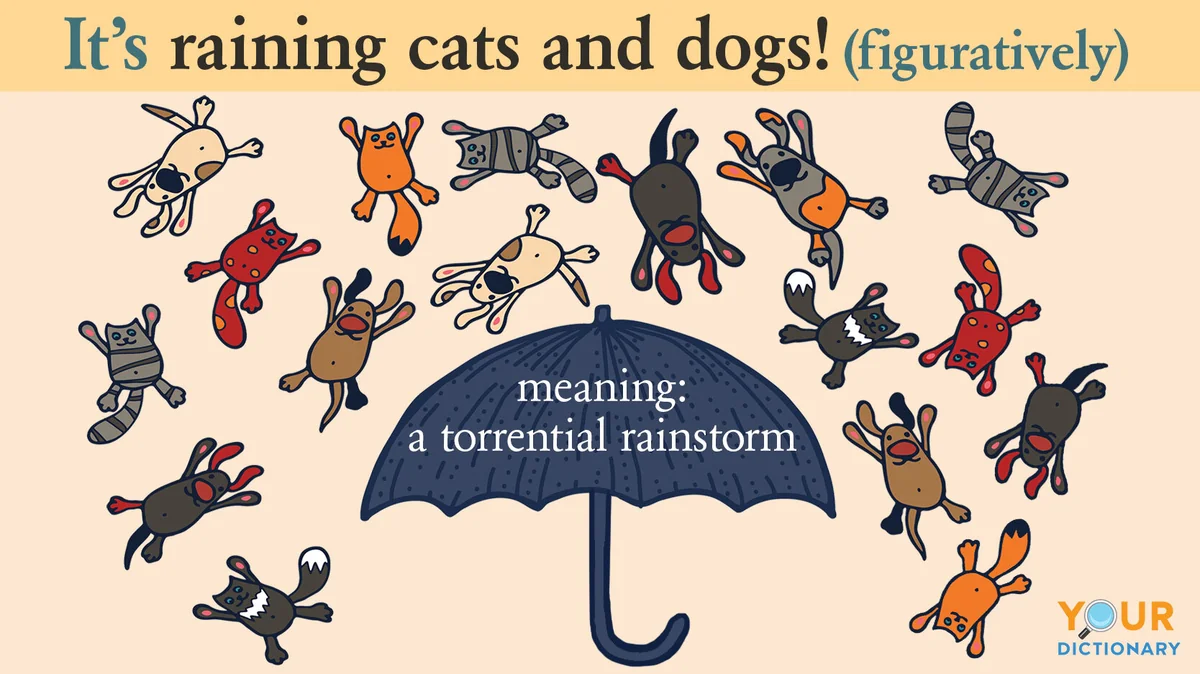 It's raining cats and dogs! (figuratively)
meaning:
a torrential rainstorm
YOUR
DICTIONARY